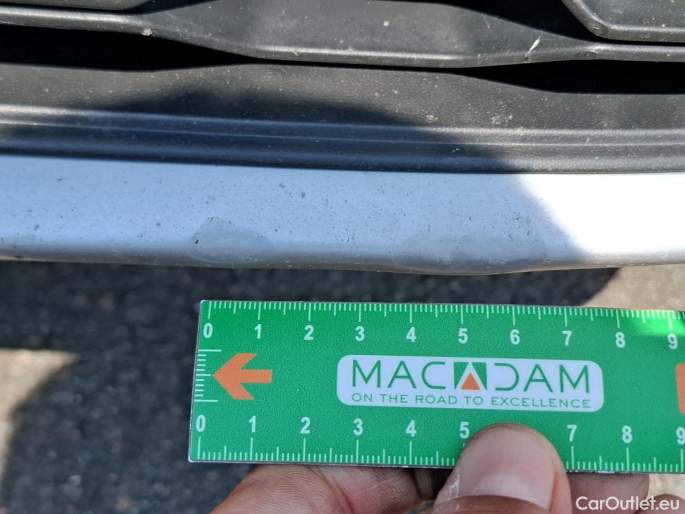 0 1 2 3 4 5 6 7 8 9
MACADAM
ON THE ROAD TO EXCELLENCE
0 1 2 3 4 5 7 8 9
CarOutlet.eu